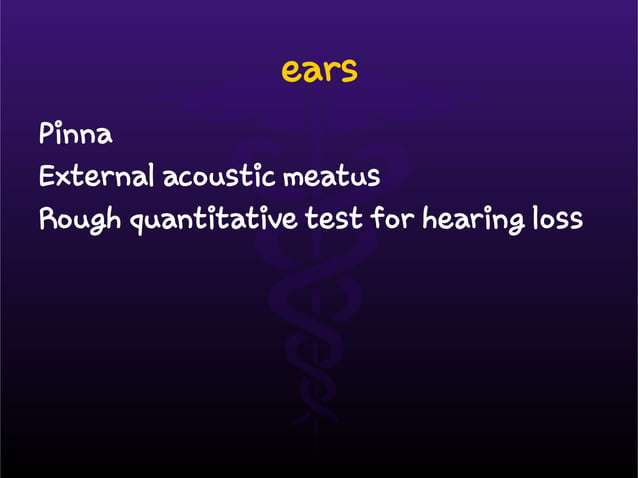 ears
Pinna
External acoustic meatus
Rough quantitative test for hearing loss